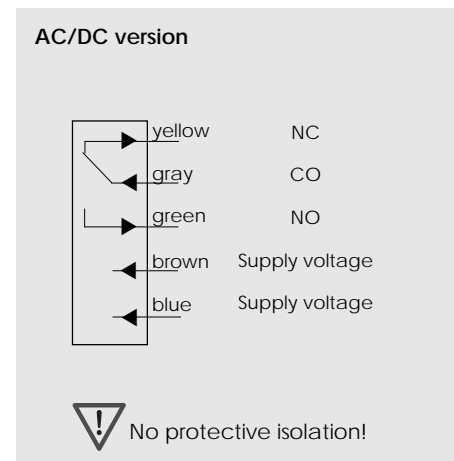 AC/DC version
yellow NC
gray CO
green NO
brown Supply voltage
blue Supply voltage
! No protective isolation!